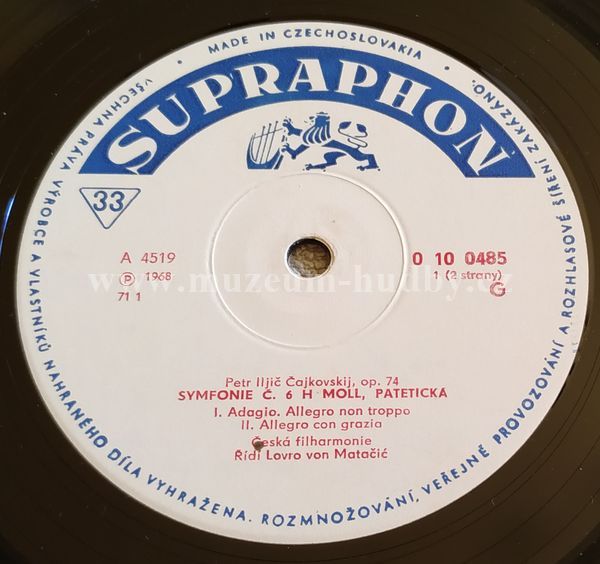 • MADE IN CZECHOSLOVAKIA •
SUPRAPHON
33
A 4519
Ⓟ 1968
71 1
0 10 0485
1 (2 strany)
G
www.muzeum-hudby.cz
Petr Iljič Čajkovskij, op. 74
SYMFONIE Č. 6 H MOLL, PATETICKÁ
I. Adagio. Allegro non troppo
II. Allegro con grazia
Česká filharmonie
Řídí Lovro von Matačić
VŠECHNA PRÁVA VÝROBCE A VLASTNÍKŮ NAHRANÉHO DÍLA VYHRAŽENA. ROZMNOŽOVÁNÍ, VEŘEJNÉ PROVOZOVÁNÍ A ROZHLASOVÉ ŠÍŘENÍ ZAKÁZÁNO.